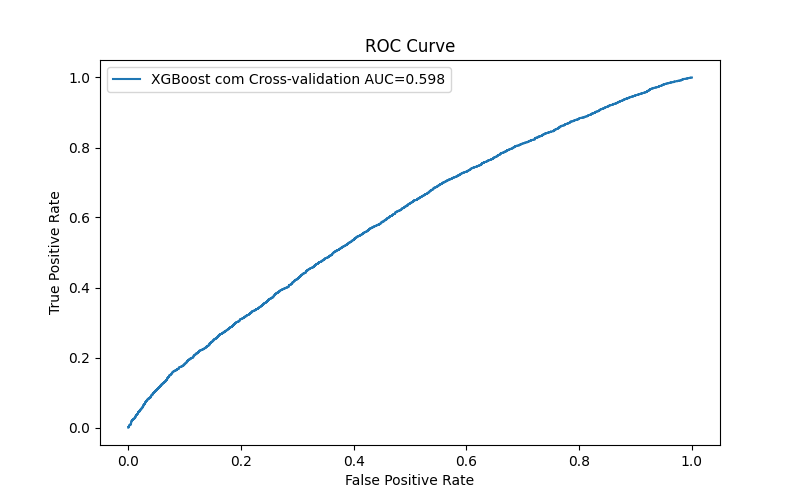 ROC Curve
XGBoost com Cross-validation AUC=0.598
1.0
0.8
0.6
0.4
0.2
0.0
True Positive Rate
0.0 0.2 0.4 0.6 0.8 1.0
False Positive Rate